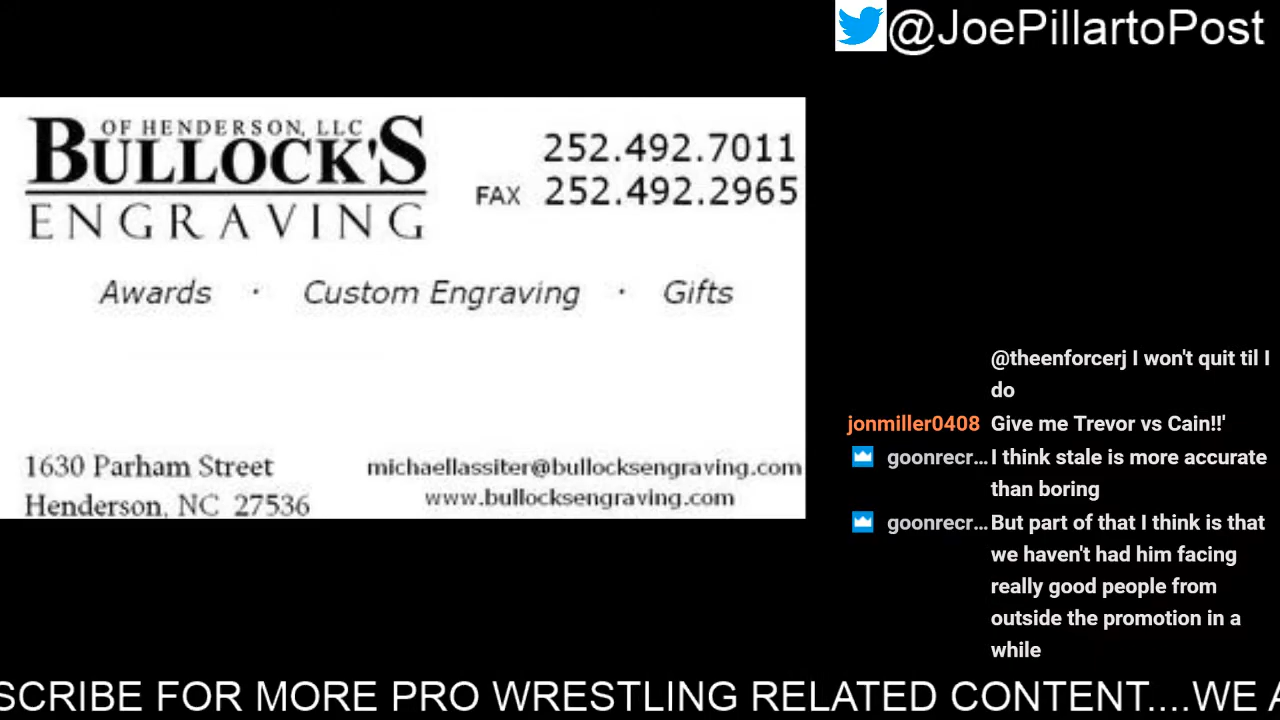 @JoePillartoPost
OF HENDERSON, LLC
BULLOCK'S
ENGRAVING
252.492.7011
FAX 252.492.2965
Awards · Custom Engraving · Gifts
1630 Parham Street
Henderson, NC 27536
michaellassiter@bullocksengraving.com
www.bullocksengraving.com
@theenforcerj I won't quit til I
do
jonmiller0408 Give me Trevor vs Cain!!'
goonrecr... I think stale is more accurate
than boring
goonrecr... But part of that I think is that
we haven't had him facing
really good people from
outside the promotion in a
while
SCRIBE FOR MORE PRO WRESTLING RELATED CONTENT....WE A